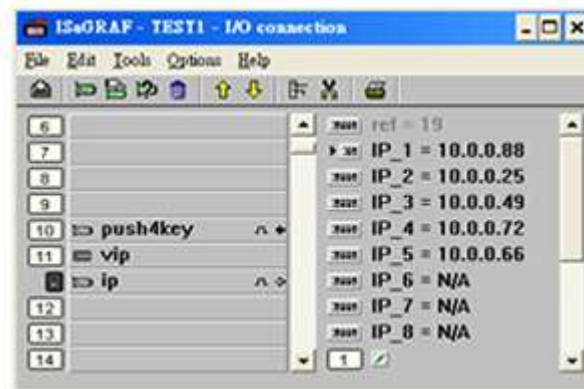 ISaGRAF - TEST1 - I/O connection
File Edit Tools Options Help
6
7
8
9
10 push4key
11 vip
ip
12
13
14
ref = 19
IP_1 = 10.0.0.88
IP_2 = 10.0.0.25
IP_3 = 10.0.0.49
IP_4 = 10.0.0.72
IP_5 = 10.0.0.66
IP_6 = N/A
IP_7 = N/A
IP_8 = N/A
1